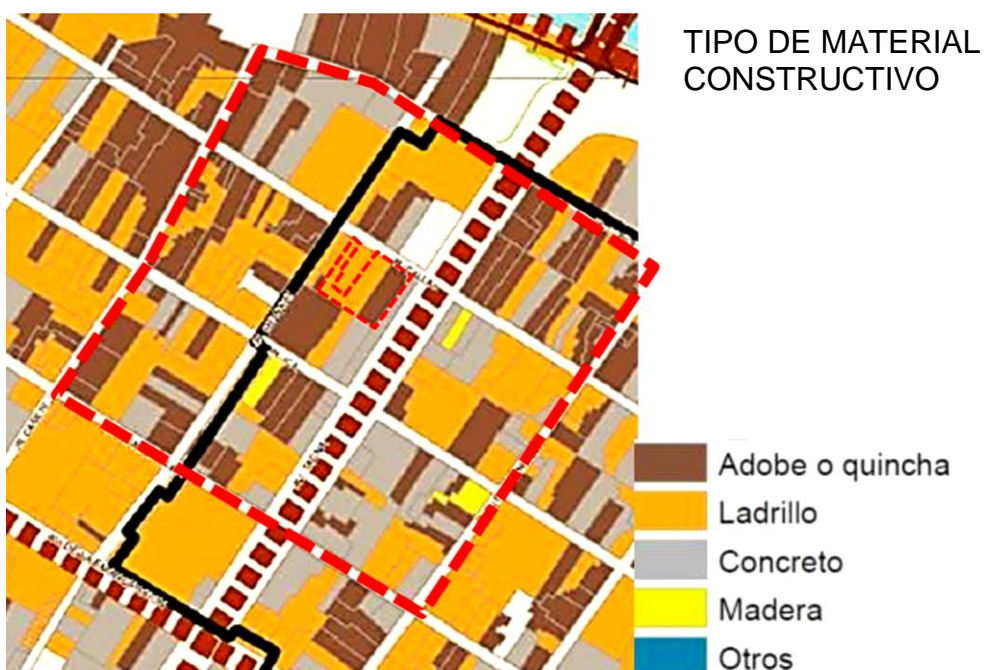 TIPO DE MATERIAL
CONSTRUCTIVO
Adobe o quincha
Ladrillo
Concreto
Madera
Otros